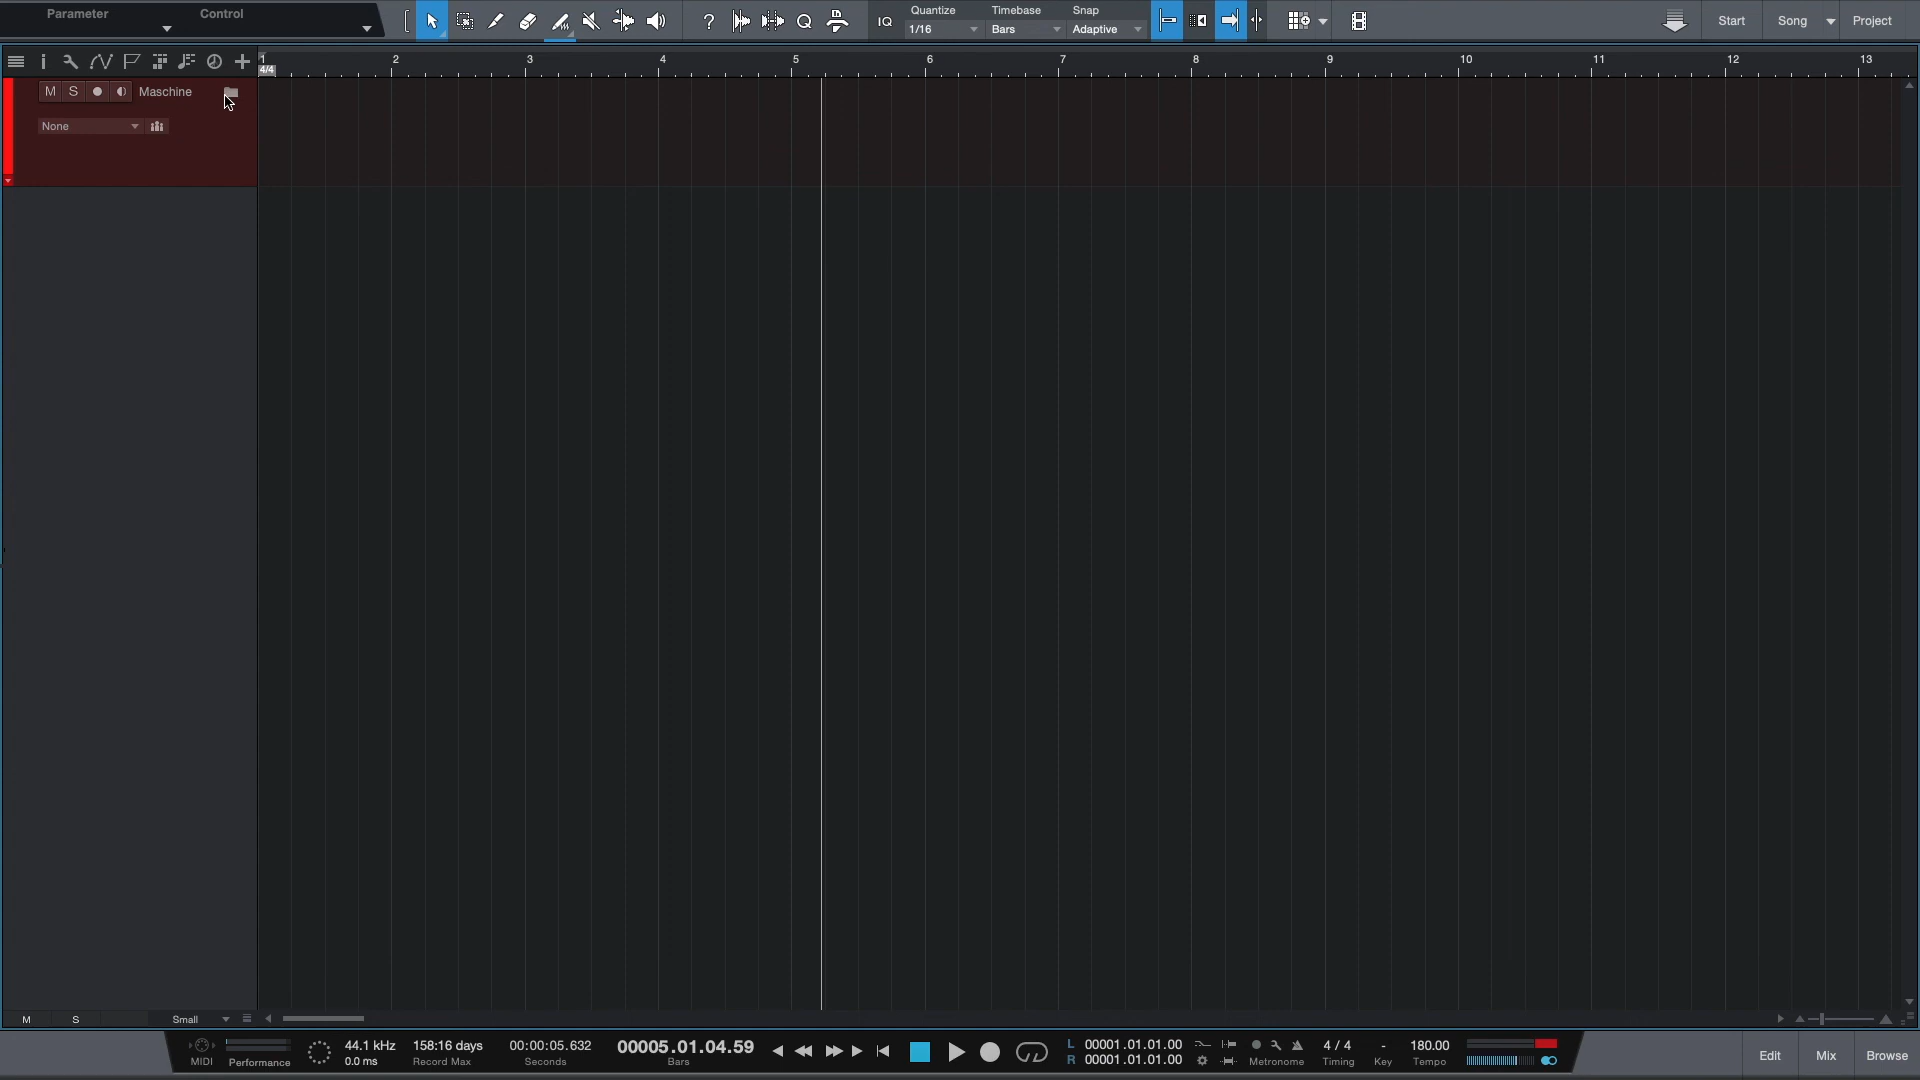 Parameter
Control
IQ
Quantize
1/16
Timebase
Bars
Snap
Adaptive
Start
Song
Project
1
2
3
4
5
6
7
8
9
10
11
12
13
4/4
M
S
Maschine
None
M
S
Small
MIDI
Performance
44.1 kHz
0.0 ms
158:16 days
Record Max
00:00:05.632
Seconds
00005.01.04.59
Bars
L
00001.01.01.00
R
00001.01.01.00
Metronome
4 / 4
Timing
-
Key
180.00
Tempo
Edit
Mix
Browse